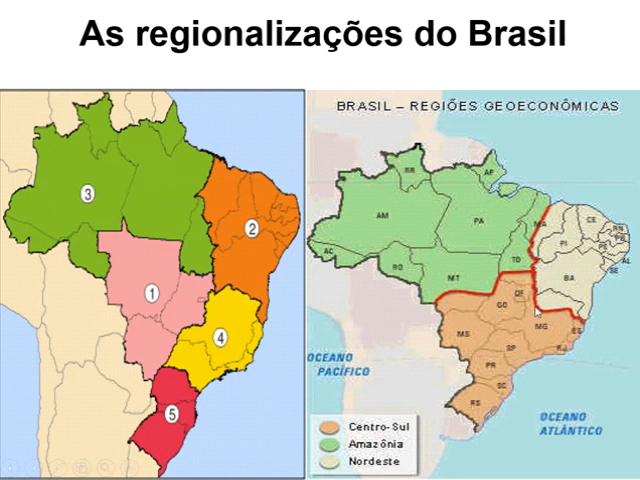 As regionalizações do Brasil
3
2
1
4
5
BRASIL – REGIÕES GEOECONÔMICAS
RR
AP
AM
PA
MA
CE
RN
PB
PI
PE
AL
SE
AC
RO
TO
MT
BA
DF
GO
MG
ES
MS
SP
RJ
PR
SC
RS
OCEANO
PACÍFICO
OCEANO
ATLÂNTICO
Centro-Sul
Amazônia
Nordeste